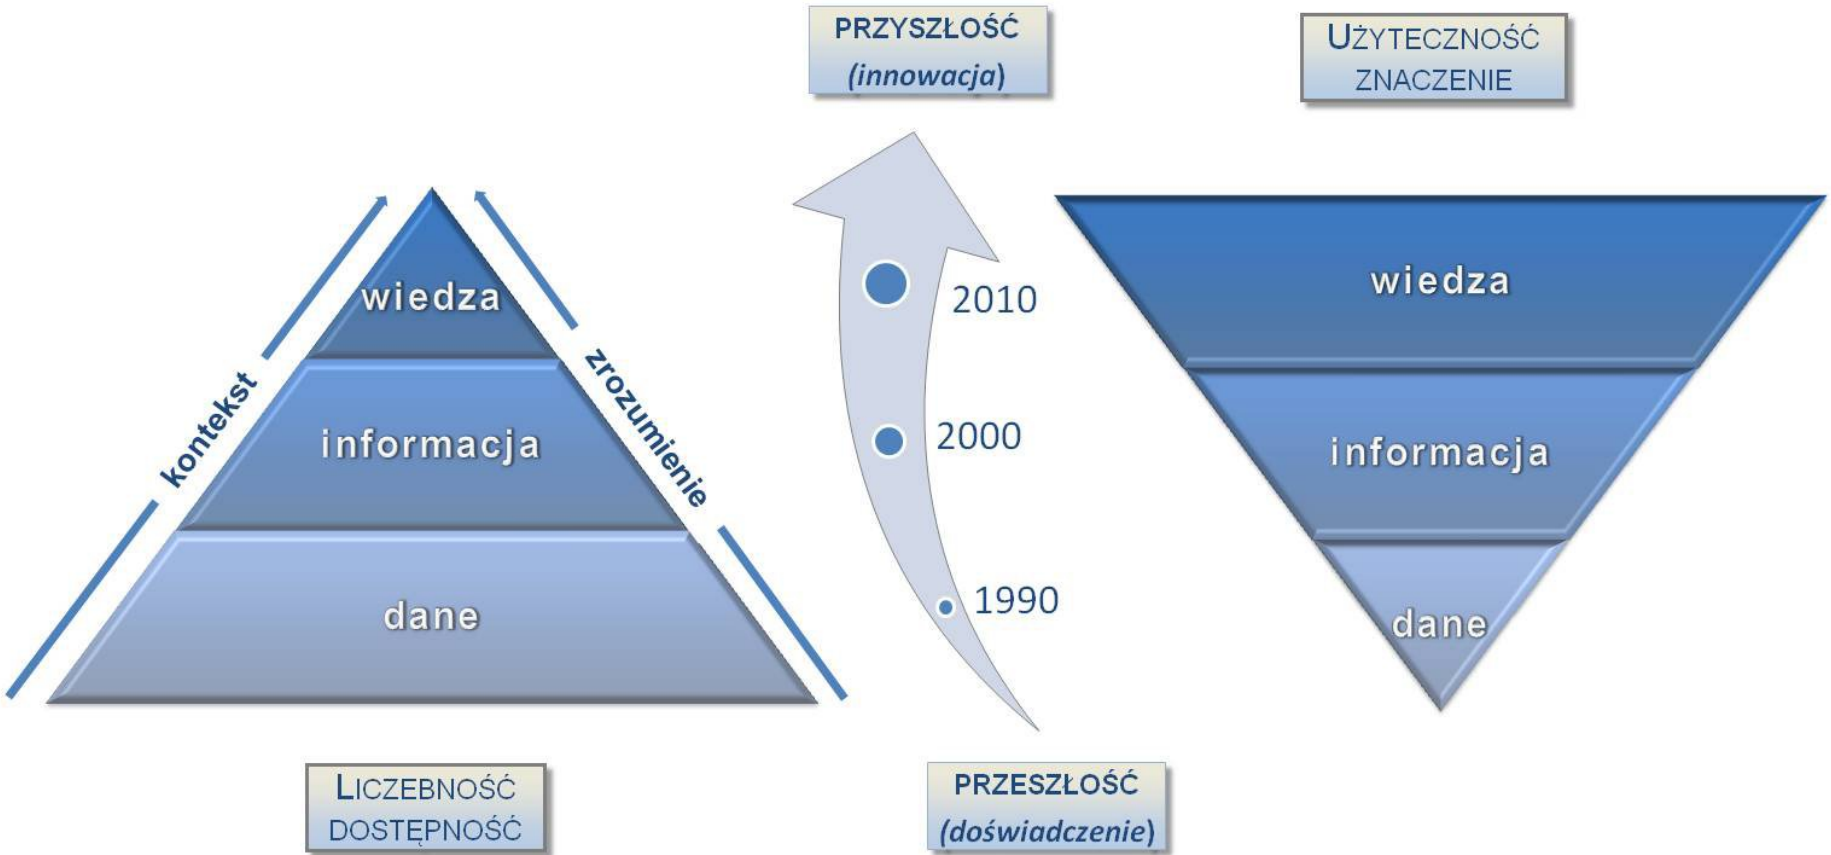 PRZYSZŁOŚĆ
(innowacja)
UŻYTECZNOŚĆ
ZNACZENIE
wiedza
informacja
dane
kontekst
zrozumienie
2010
2000
1990
wiedza
informacja
dane
LICZEBNOŚĆ
DOSTĘPNOŚĆ
PRZESZŁOŚĆ
(doświadczenie)